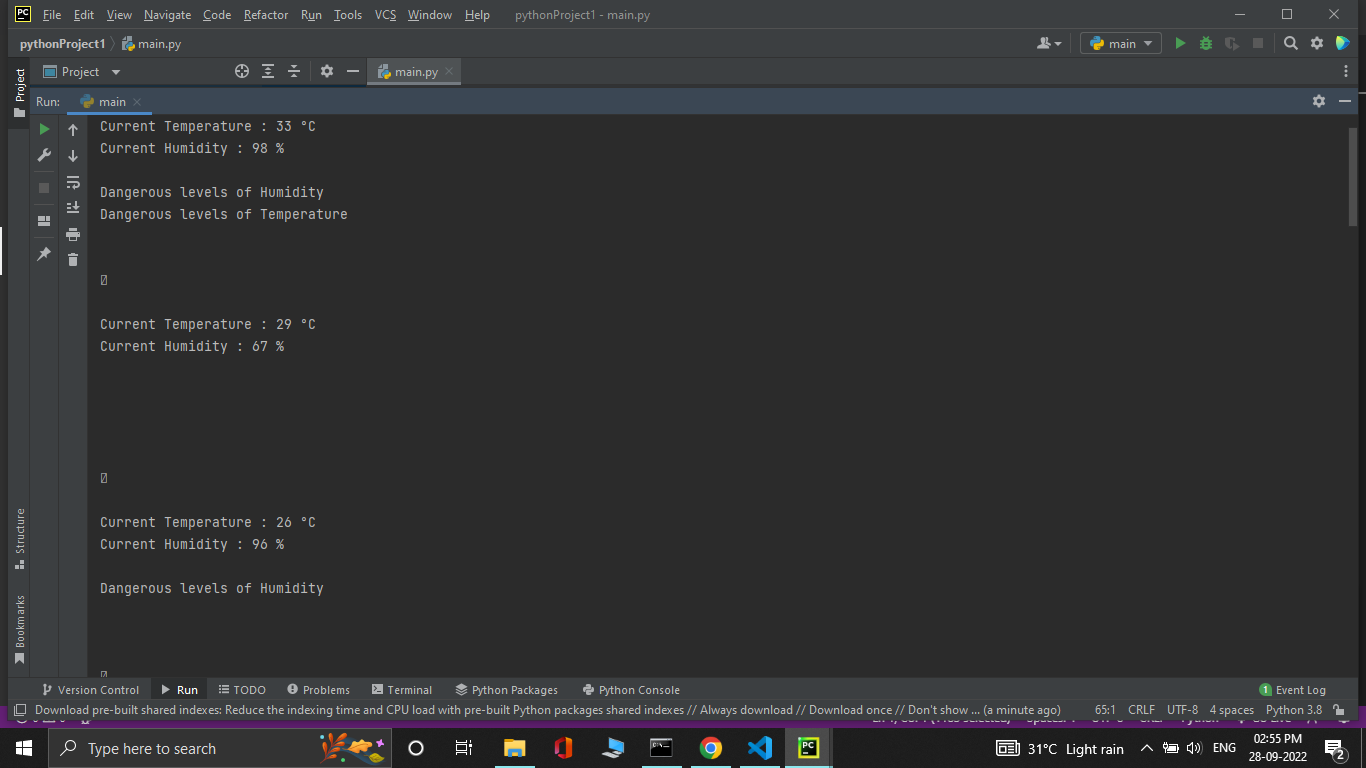 PC File Edit View Navigate Code Refactor Run Tools VCS Window Help pythonProject1 - main.py
pythonProject1 main.py main
Project main.py
Project
Run: main
Current Temperature : 33 °C
Current Humidity : 98 %
Dangerous levels of Humidity
Dangerous levels of Temperature
Current Temperature : 29 °C
Current Humidity : 67 %
Current Temperature : 26 °C
Current Humidity : 96 %
Dangerous levels of Humidity
Structure
Bookmarks
Version Control Run TODO Problems Terminal Python Packages Python Console 1 Event Log
Download pre-built shared indexes: Reduce the indexing time and CPU load with pre-built Python packages shared indexes // Always download // Download once // Don't show ... (a minute ago) 65:1 CRLF UTF-8 4 spaces Python 3.8
Type here to search PC 31°C Light rain ENG 02:55 PM
28-09-2022 2